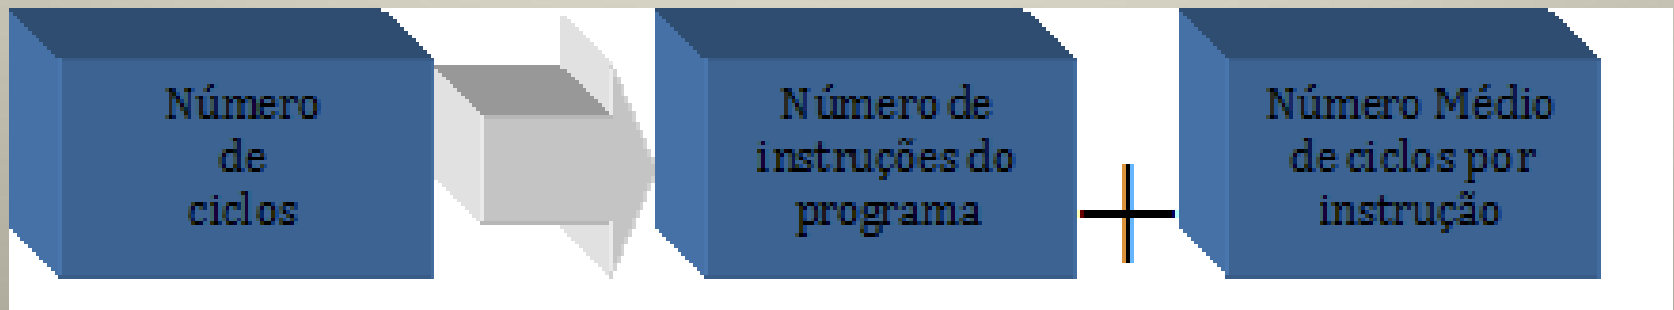 Número
de
ciclos
Número de
instruções do
programa
+
Número Médio
de ciclos por
instrução